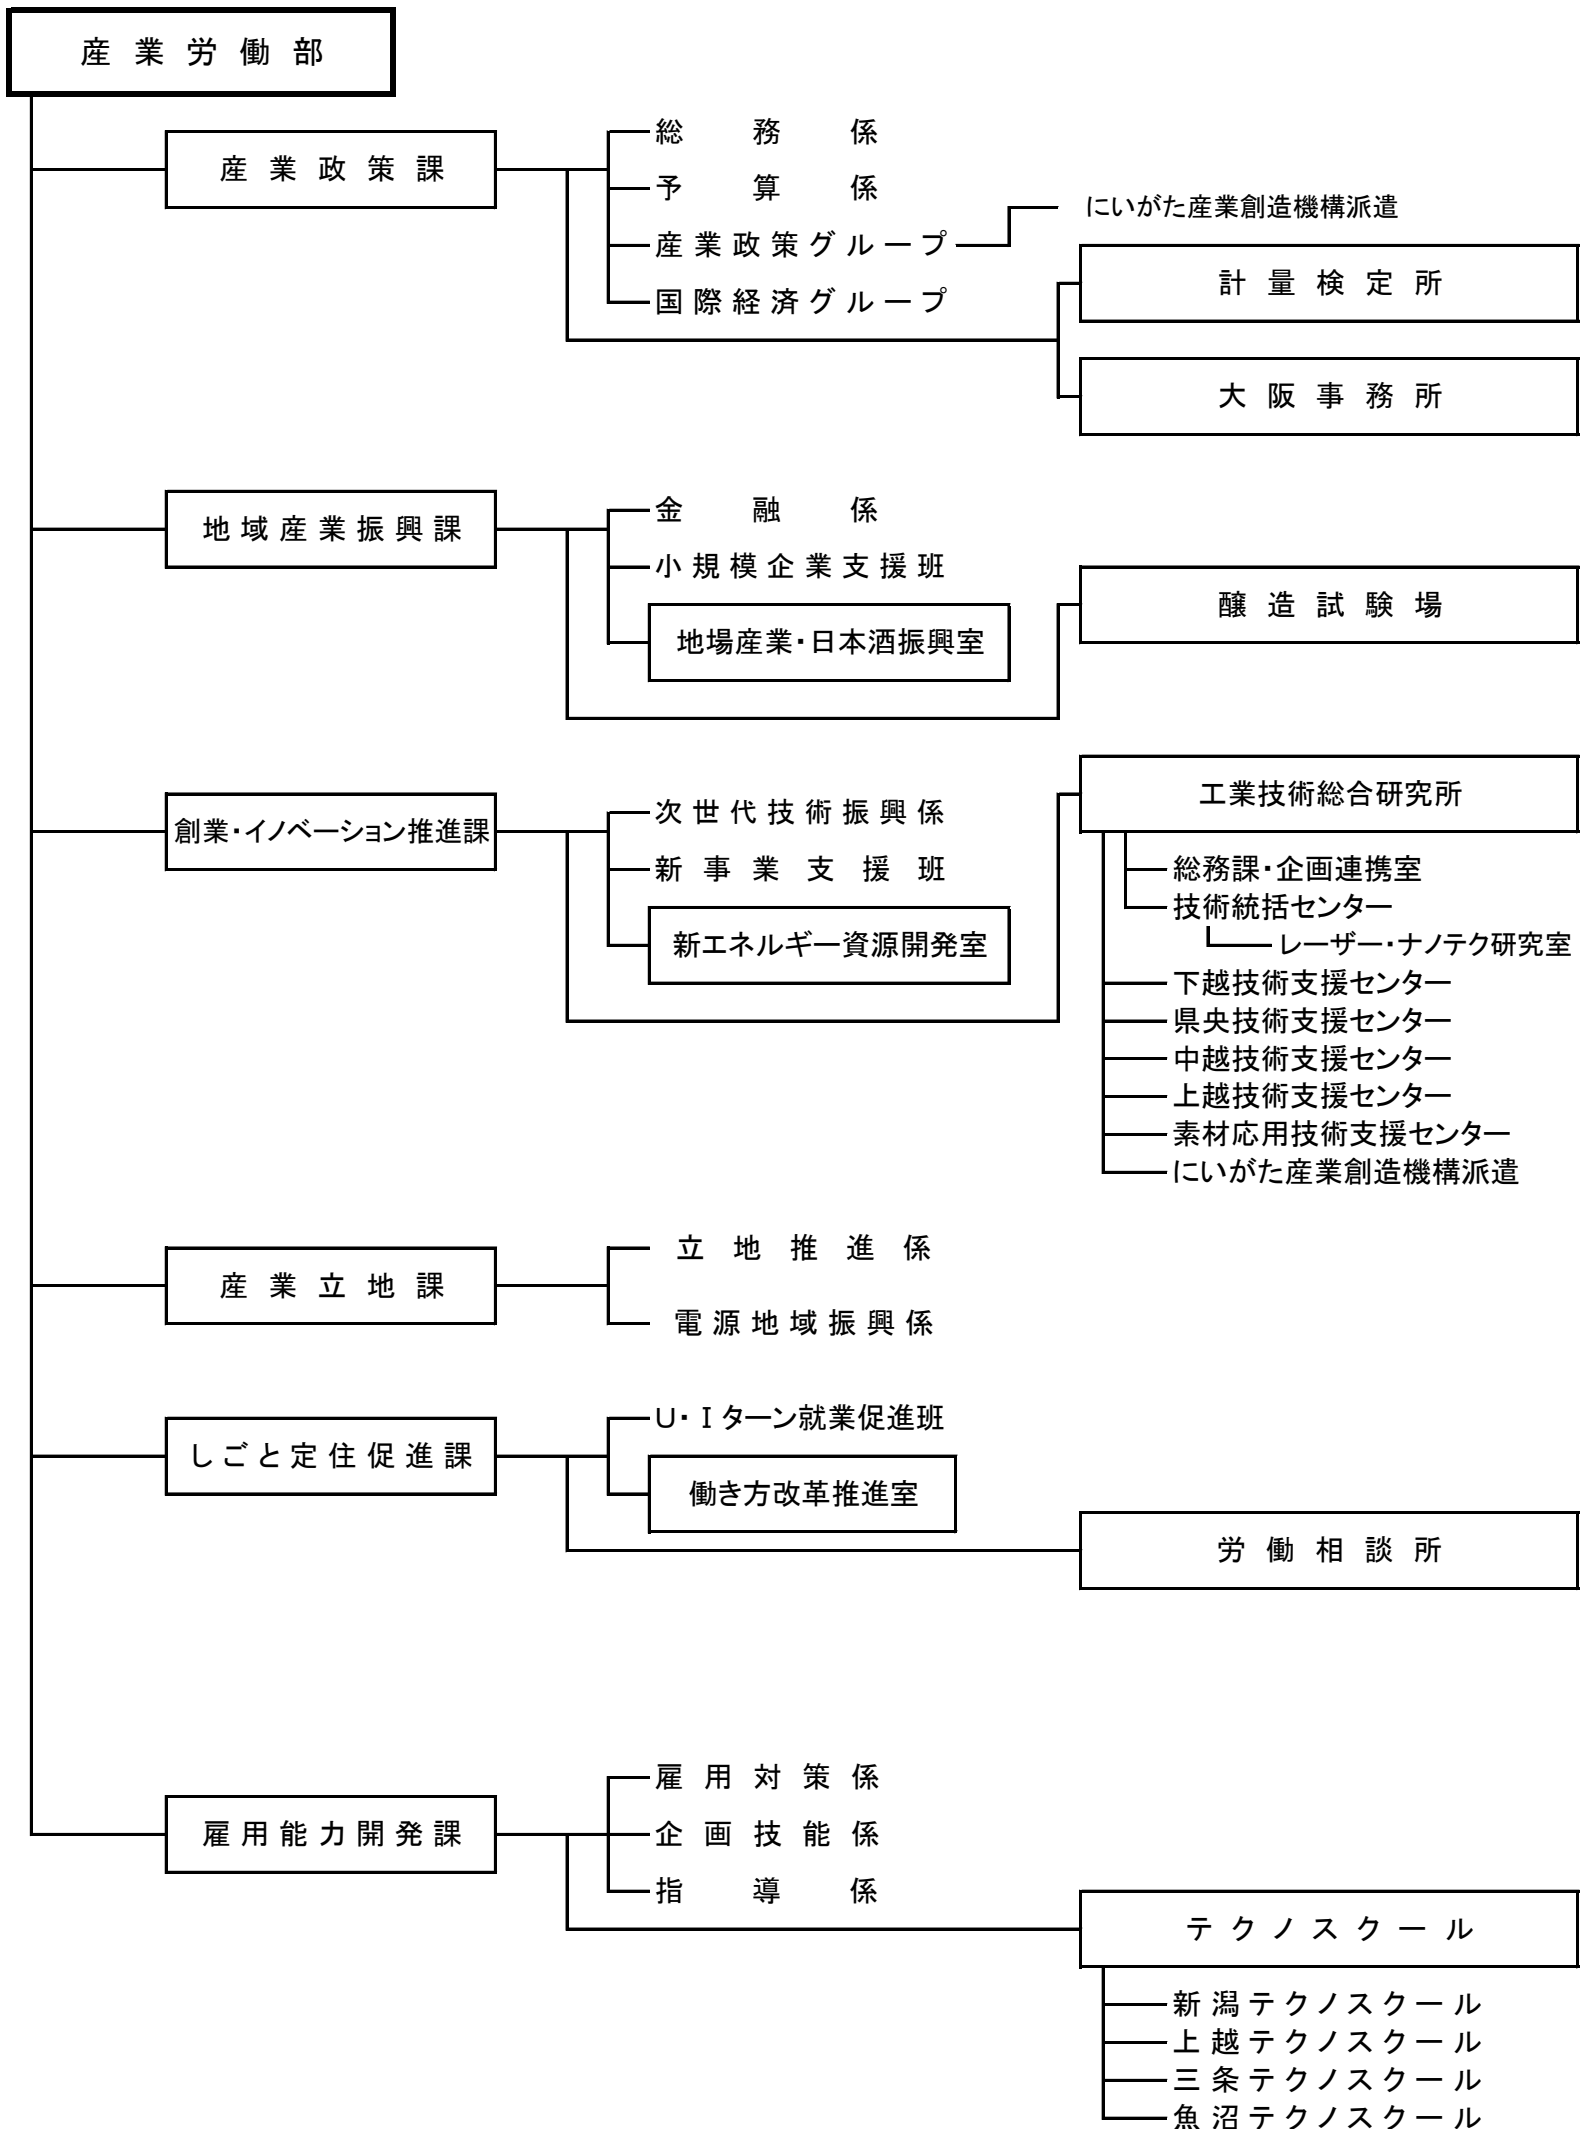 産業労働部
産業政策課
総務係
予算係
産業政策グループ
にいがた産業創造機構派遣
国際経済グループ
計量検定所
大阪事務所
地域産業振興課
金融係
小規模企業支援班
地場産業・日本酒振興室
醸造試験場
創業・イノベーション推進課
次世代技術振興係
新事業支援班
新エネルギー資源開発室
工業技術総合研究所
総務課・企画連携室
技術統括センター
レーザー・ナノテク研究室
下越技術支援センター
県央技術支援センター
中越技術支援センター
上越技術支援センター
素材応用技術支援センター
にいがた産業創造機構派遣
産業立地課
立地推進係
電源地域振興係
しごと定住促進課
U・Iターン就業促進班
働き方改革推進室
労働相談所
雇用能力開発課
雇用対策係
企画技能係
指導係
テクノスクール
新潟テクノスクール
上越テクノスクール
三条テクノスクール
魚沼テクノスクール